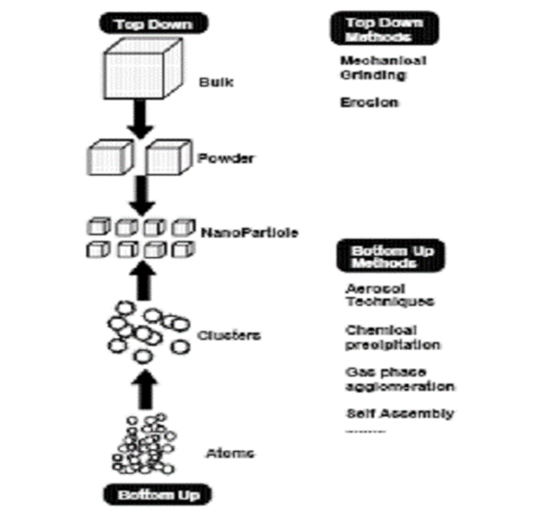 Top Down
Bulk
Powder
NanoParticle
Clusters
Atoms
Bottom Up
Top Down
Methods
Mechanical
Grinding
Erosion
Bottom Up
Methods
Aerosol
Techniques
Chemical
precipitation
Gas phase
agglomeration
Self Assembly